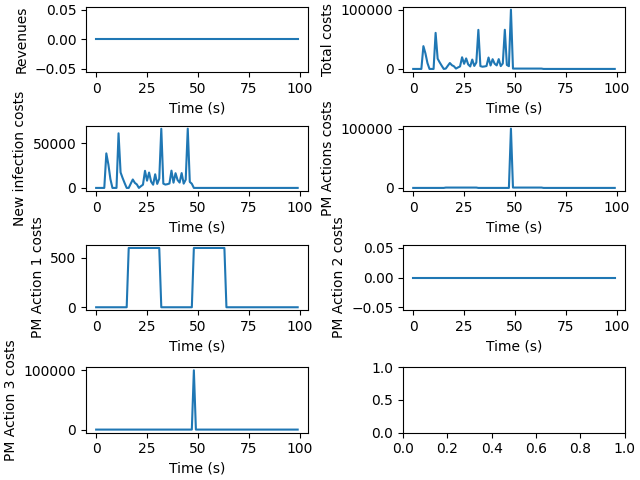 Revenues
0.05
0.00
−0.05
0 25 50 75 100
Time (s)
Total costs
100000
0
0 25 50 75 100
Time (s)
New infection costs
50000
0
0 25 50 75 100
Time (s)
PM Actions costs
100000
0
0 25 50 75 100
Time (s)
PM Action 1 costs
500
0
0 25 50 75 100
Time (s)
PM Action 2 costs
0.05
0.00
−0.05
0 25 50 75 100
Time (s)
PM Action 3 costs
100000
0
0 25 50 75 100
Time (s)
1.0
0.5
0.0
0.0 0.2 0.4 0.6 0.8 1.0